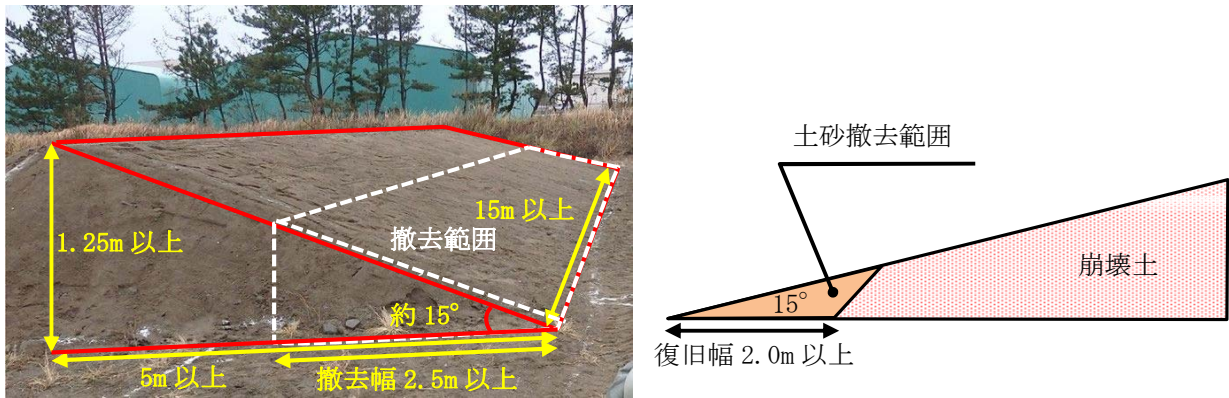 1.25m 以上
撤去範囲
15m 以上
約 15°
5m 以上
撤去幅 2.5m 以上
土砂撤去範囲
崩壊土
15°
復旧幅 2.0m 以上